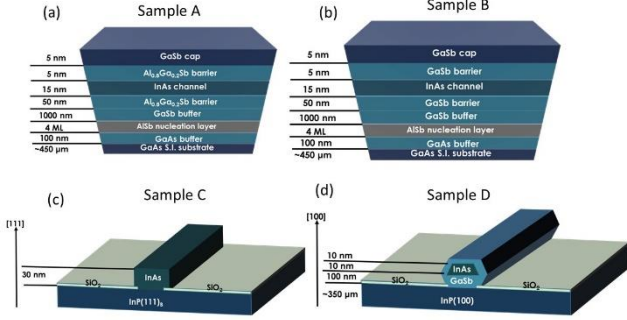 (a) Sample A
5 nm GaSb cap
5 nm Al0.8Ga0.2Sb barrier
15 nm InAs channel
50 nm Al0.8Ga0.2Sb barrier
1000 nm GaSb buffer
4 ML AlSb nucleation layer
100 nm GaAs buffer
~450 μm GaAs S.I. substrate
(b) Sample B
5 nm GaSb cap
5 nm GaSb barrier
15 nm InAs channel
50 nm GaSb barrier
1000 nm GaSb buffer
4 ML AlSb nucleation layer
100 nm GaAs buffer
~450 μm GaAs S.I. substrate
(c) Sample C
[111]
30 nm
InAs
SiO2
SiO2
InP(111)B
(d) Sample D
[100]
10 nm
10 nm
100 nm
~350 μm
InAs
GaSb
SiO2
SiO2
InP(100)